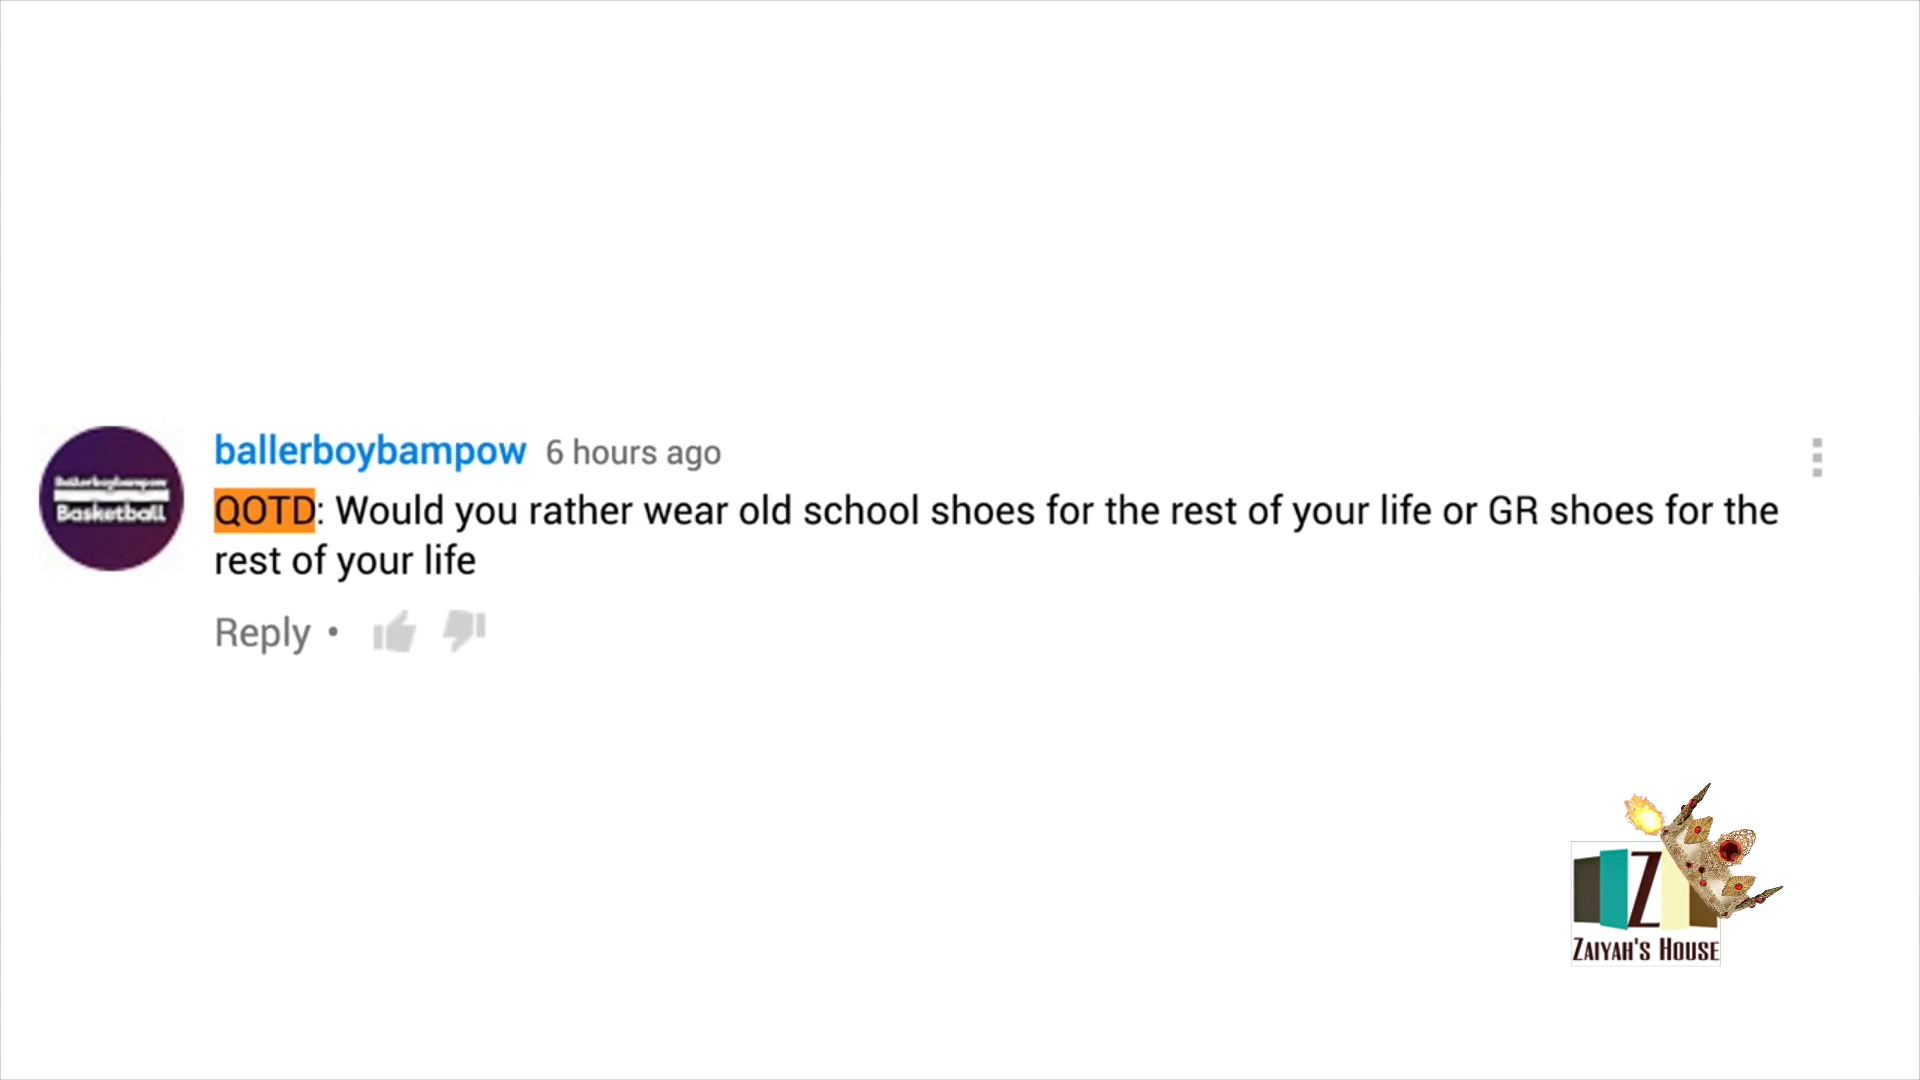 ballerboybampow 6 hours ago
Ballerboybampow
Basketball
QOTD: Would you rather wear old school shoes for the rest of your life or GR shoes for the
rest of your life
Reply •
Z
ZAIYAH'S HOUSE